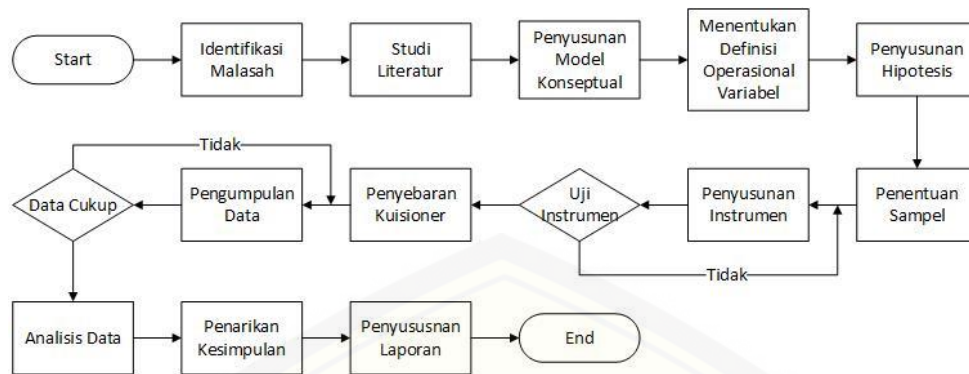 Start
Identifikasi
Malasah
Studi
Literatur
Penyusunan
Model
Konseptual
Menentukan
Definisi
Operasional
Variabel
Penyusunan
Hipotesis
Tidak
Data Cukup
Pengumpulan
Data
Penyebaran
Kuisioner
Uji
Instrumen
Penyusunan
Instrumen
Penentuan
Sampel
Tidak
Analisis Data
Penarikan
Kesimpulan
Penyususnan
Laporan
End